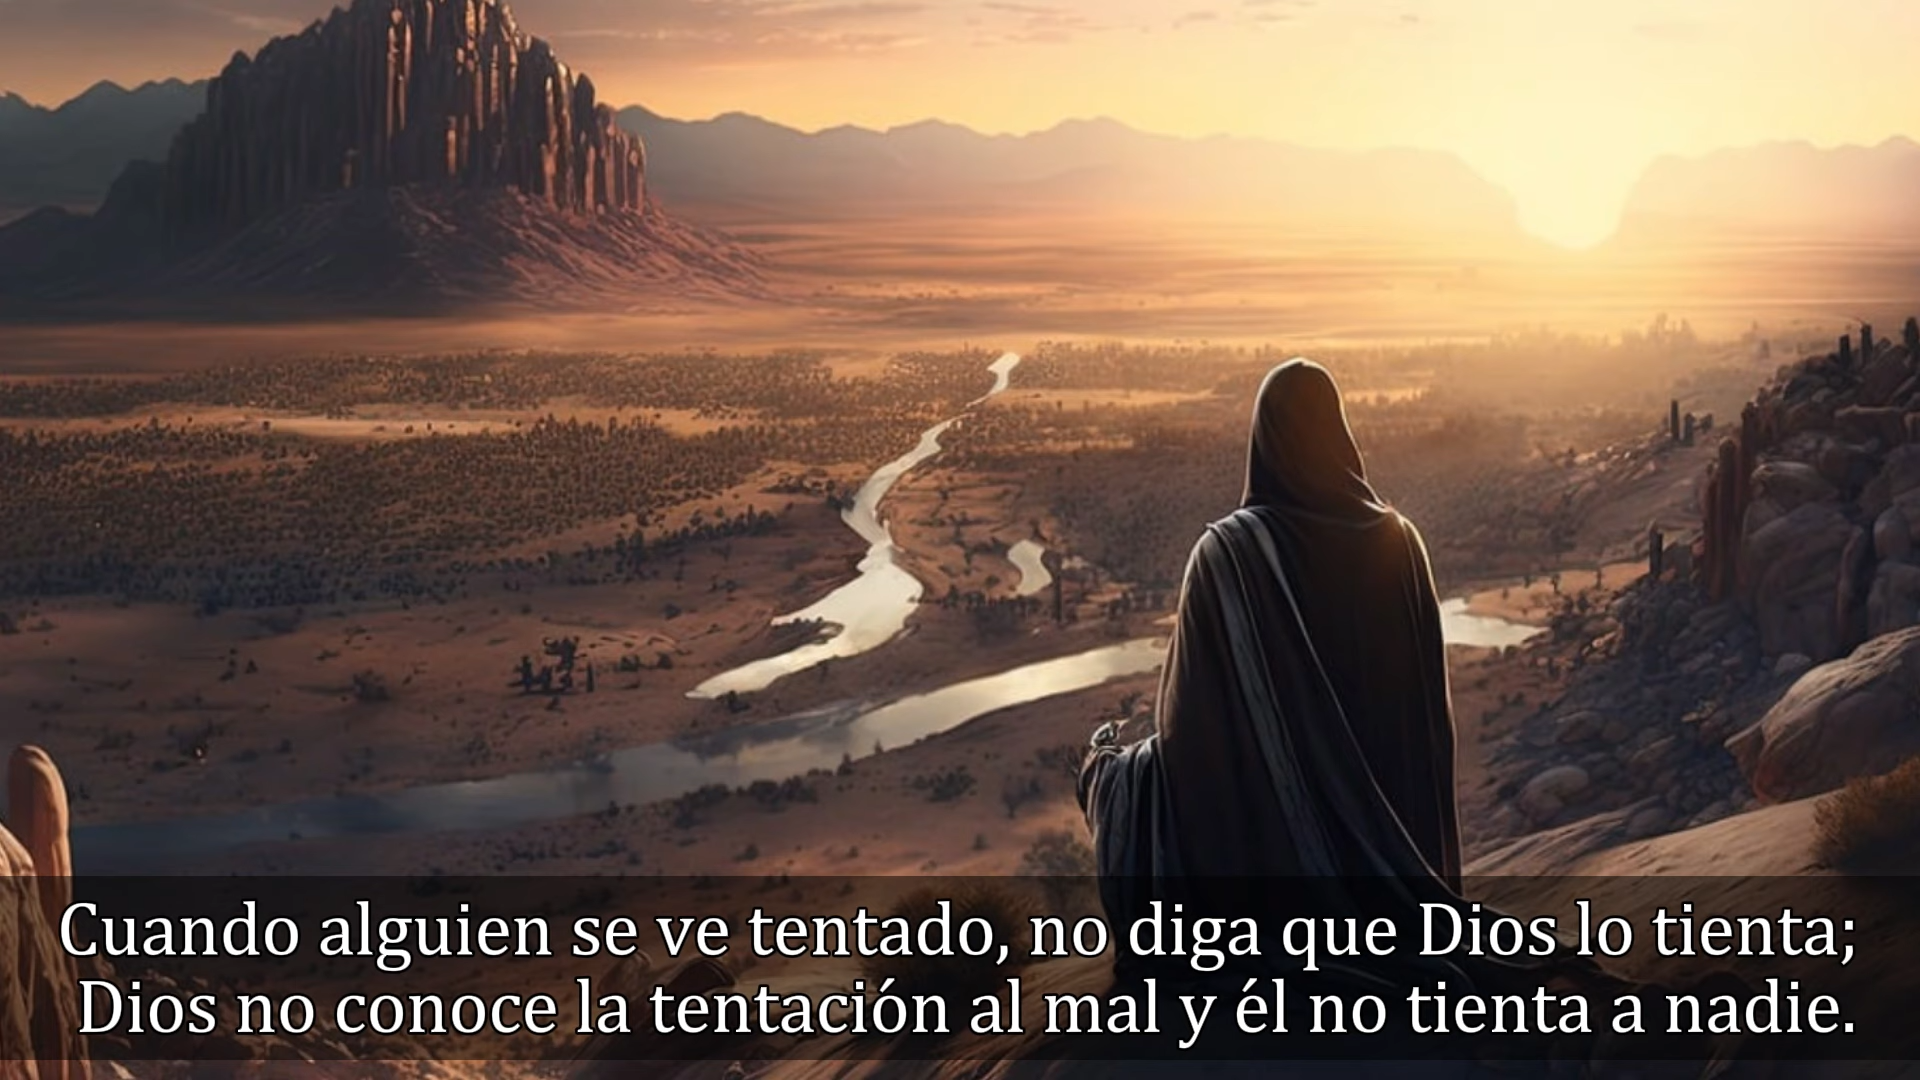 Cuando alguien se ve tentado, no diga que Dios lo tienta;
Dios no conoce la tentación al mal y él no tienta a nadie.